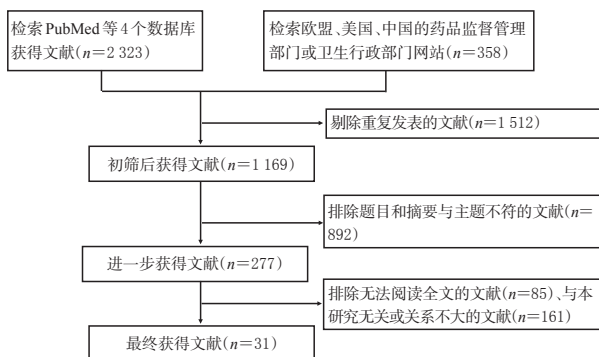 检索PubMed等4个数据库
获得文献(n=2 323)
检索欧盟、美国、中国的药品监督管理
部门或卫生行政部门网站(n=358)
剔除重复发表的文献(n=1 512)
初筛后获得文献(n=1 169)
排除题目和摘要与主题不符的文献(n=
892)
进一步获得文献(n=277)
排除无法阅读全文的文献(n=85)、与本
研究无关或关系不大的文献(n=161)
最终获得文献(n=31)